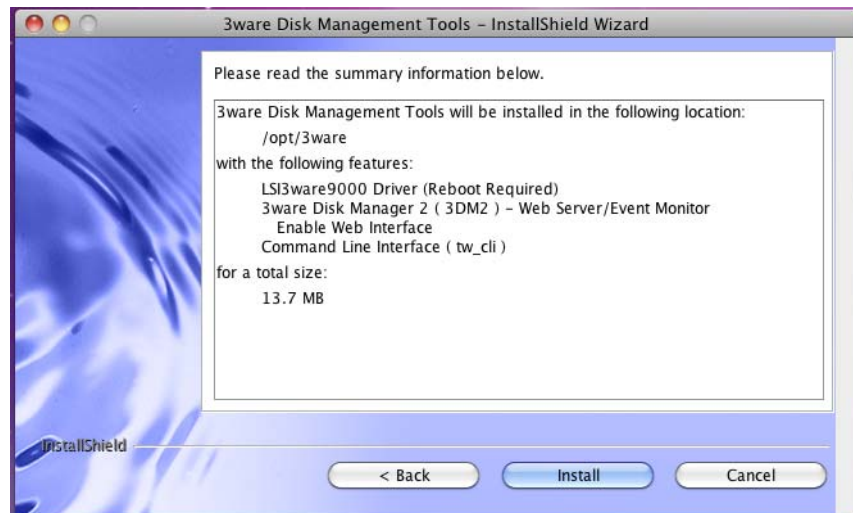 3ware Disk Management Tools – InstallShield Wizard
Please read the summary information below.
3ware Disk Management Tools will be installed in the following location:
/opt/3ware
with the following features:
LSI3ware9000 Driver (Reboot Required)
3ware Disk Manager 2 ( 3DM2 ) – Web Server/Event Monitor
Enable Web Interface
Command Line Interface ( tw_cli )
for a total size:
13.7 MB
InstallShield
< Back
Install
Cancel